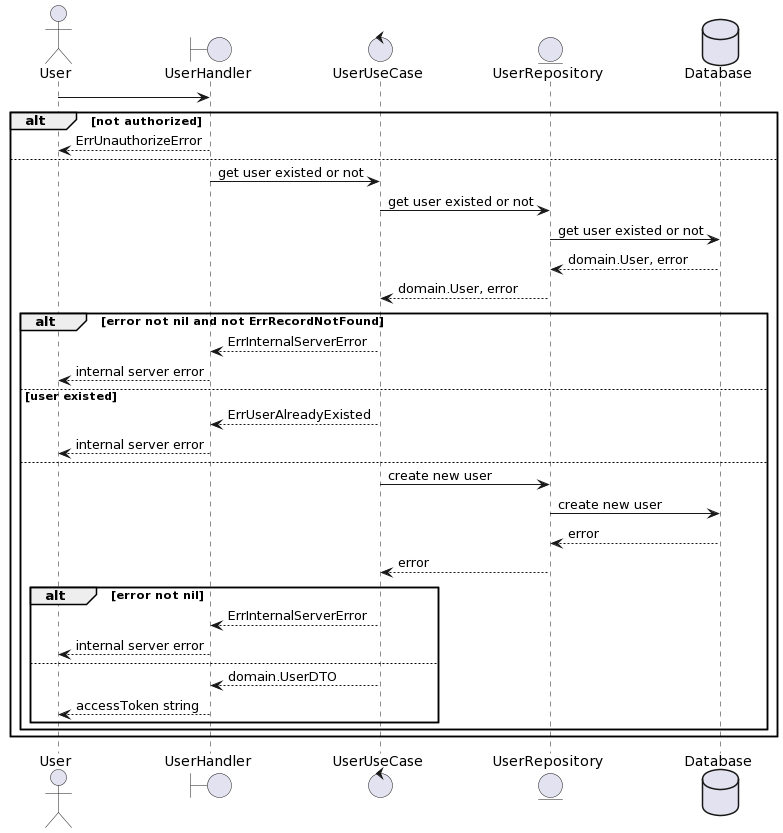 User
UserHandler
UserUseCase
UserRepository
Database
alt [not authorized]
ErrUnauthorizeError
get user existed or not
get user existed or not
get user existed or not
domain.User, error
domain.User, error
alt [error not nil and not ErrRecordNotFound]
ErrInternalServerError
internal server error
[user existed]
ErrUserAlreadyExisted
internal server error
create new user
create new user
error
error
alt [error not nil]
ErrInternalServerError
internal server error
domain.UserDTO
accessToken string
User
UserHandler
UserUseCase
UserRepository
Database